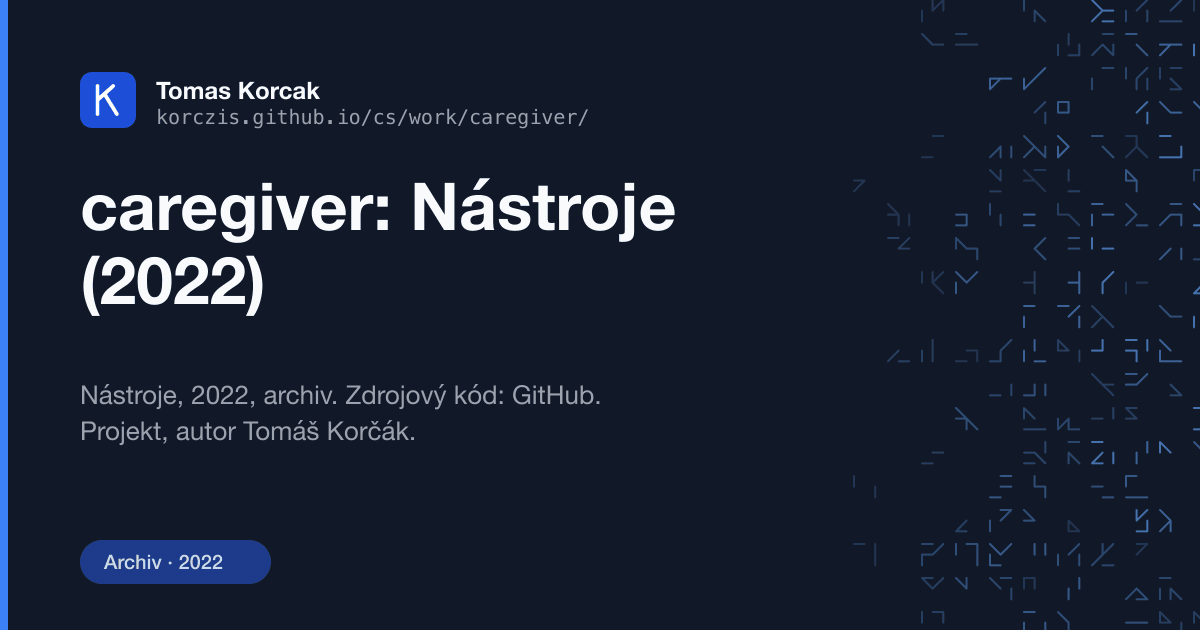 K
Tomas Korcak
korczis.github.io/cs/work/caregiver/
caregiver: Nástroje
(2022)
Nástroje, 2022, archiv. Zdrojový kód: GitHub.
Projekt, autor Tomáš Korčák.
Archiv · 2022